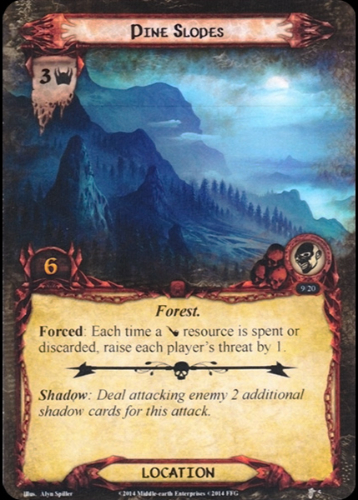 PINE SLOPES
3
6
9:20
Forest.
Forced: Each time a resource is spent or
discarded, raise each player's threat by 1.
Shadow: Deal attacking enemy 2 additional
shadow cards for this attack.
LOCATION
Illus. Alyn Spiller ©2014 Middle-earth Enterprises ©2014 FFG